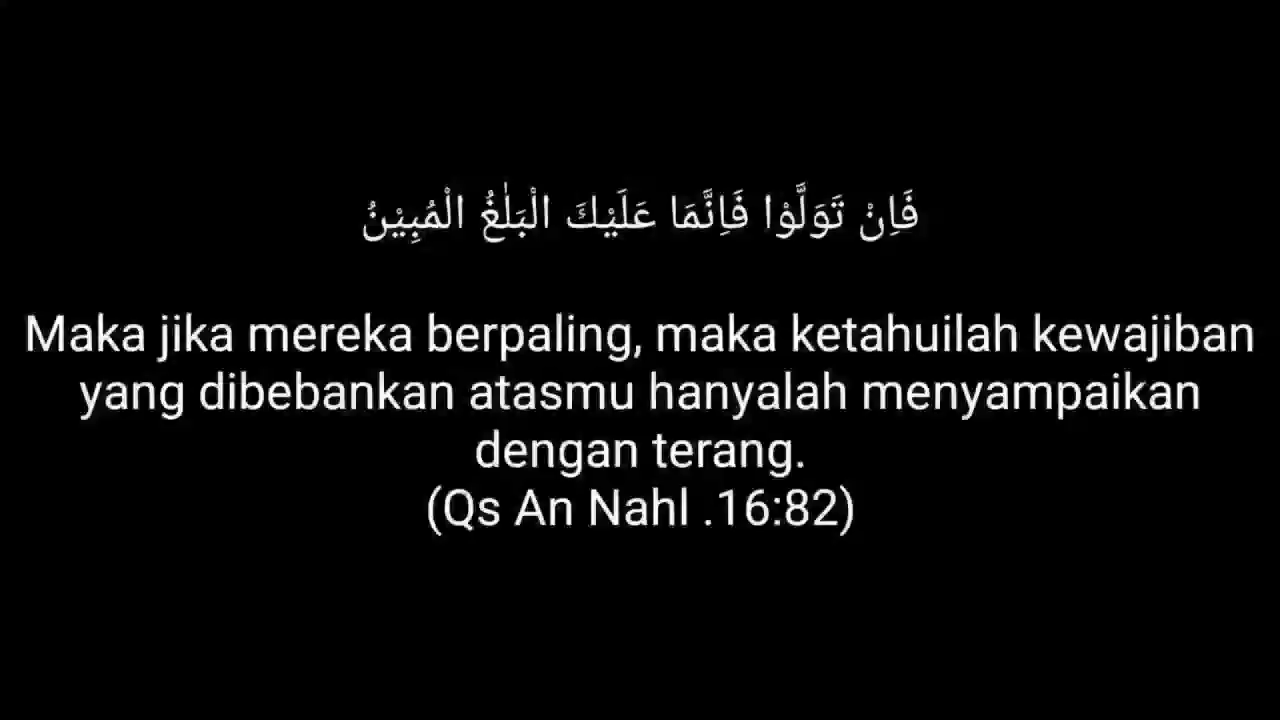 فَاِنْ تَوَلَّوْا فَاِنَّمَا عَلَيْكَ الْبَلٰغُ الْمُبِيْنُ
Maka jika mereka berpaling, maka ketahuilah kewajiban
yang dibebankan atasmu hanyalah menyampaikan
dengan terang.
(Qs An Nahl .16:82)